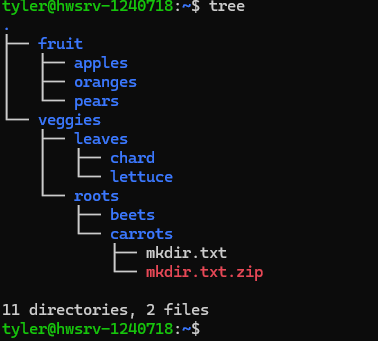 tyler@hwsrv-1240718:~$ tree
.
├── fruit
│   ├── apples
│   ├── oranges
│   └── pears
└── veggies
    ├── leaves
    │   ├── chard
    │   └── lettuce
    └── roots
        ├── beets
        └── carrots
            ├── mkdir.txt
            └── mkdir.txt.zip

11 directories, 2 files
tyler@hwsrv-1240718:~$